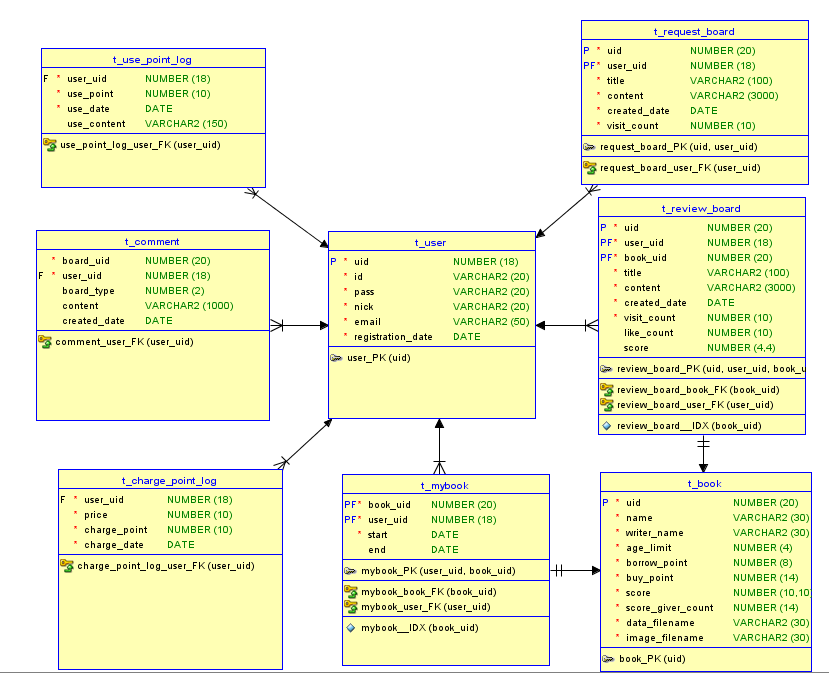 t_use_point_log
F * user_uid NUMBER (18)
* use_point NUMBER (10)
* use_date DATE
use_content VARCHAR2 (150)
use_point_log_user_FK (user_uid)
t_request_board
P * uid NUMBER (20)
PF* user_uid NUMBER (18)
* title VARCHAR2 (100)
* content VARCHAR2 (3000)
* created_date DATE
* visit_count NUMBER (10)
request_board_PK (uid, user_uid)
request_board_user_FK (user_uid)
t_comment
* board_uid NUMBER (20)
F * user_uid NUMBER (18)
board_type NUMBER (2)
content VARCHAR2 (1000)
created_date DATE
comment_user_FK (user_uid)
t_user
P * uid NUMBER (18)
* id VARCHAR2 (20)
* pass VARCHAR2 (20)
* nick VARCHAR2 (20)
* email VARCHAR2 (50)
* registration_date DATE
user_PK (uid)
t_review_board
P * uid NUMBER (20)
PF* user_uid NUMBER (18)
PF* book_uid NUMBER (20)
* title VARCHAR2 (100)
* content VARCHAR2 (3000)
* created_date DATE
* visit_count NUMBER (10)
like_count NUMBER (10)
score NUMBER (4,4)
review_board_PK (uid, user_uid, book_u
review_board_book_FK (book_uid)
review_board_user_FK (user_uid)
review_board__IDX (book_uid)
t_charge_point_log
F * user_uid NUMBER (18)
* price NUMBER (10)
* charge_point NUMBER (10)
* charge_date DATE
charge_point_log_user_FK (user_uid)
t_mybook
PF* book_uid NUMBER (20)
PF* user_uid NUMBER (18)
* start DATE
end DATE
mybook_PK (user_uid, book_uid)
mybook_book_FK (book_uid)
mybook_user_FK (user_uid)
mybook__IDX (book_uid)
t_book
P * uid NUMBER (20)
* name VARCHAR2 (30)
* writer_name VARCHAR2 (30)
* age_limit NUMBER (4)
* borrow_point NUMBER (8)
* buy_point NUMBER (14)
* score NUMBER (10,10
* score_giver_count NUMBER (14)
* data_filename VARCHAR2 (30)
* image_filename VARCHAR2 (30)
book_PK (uid)